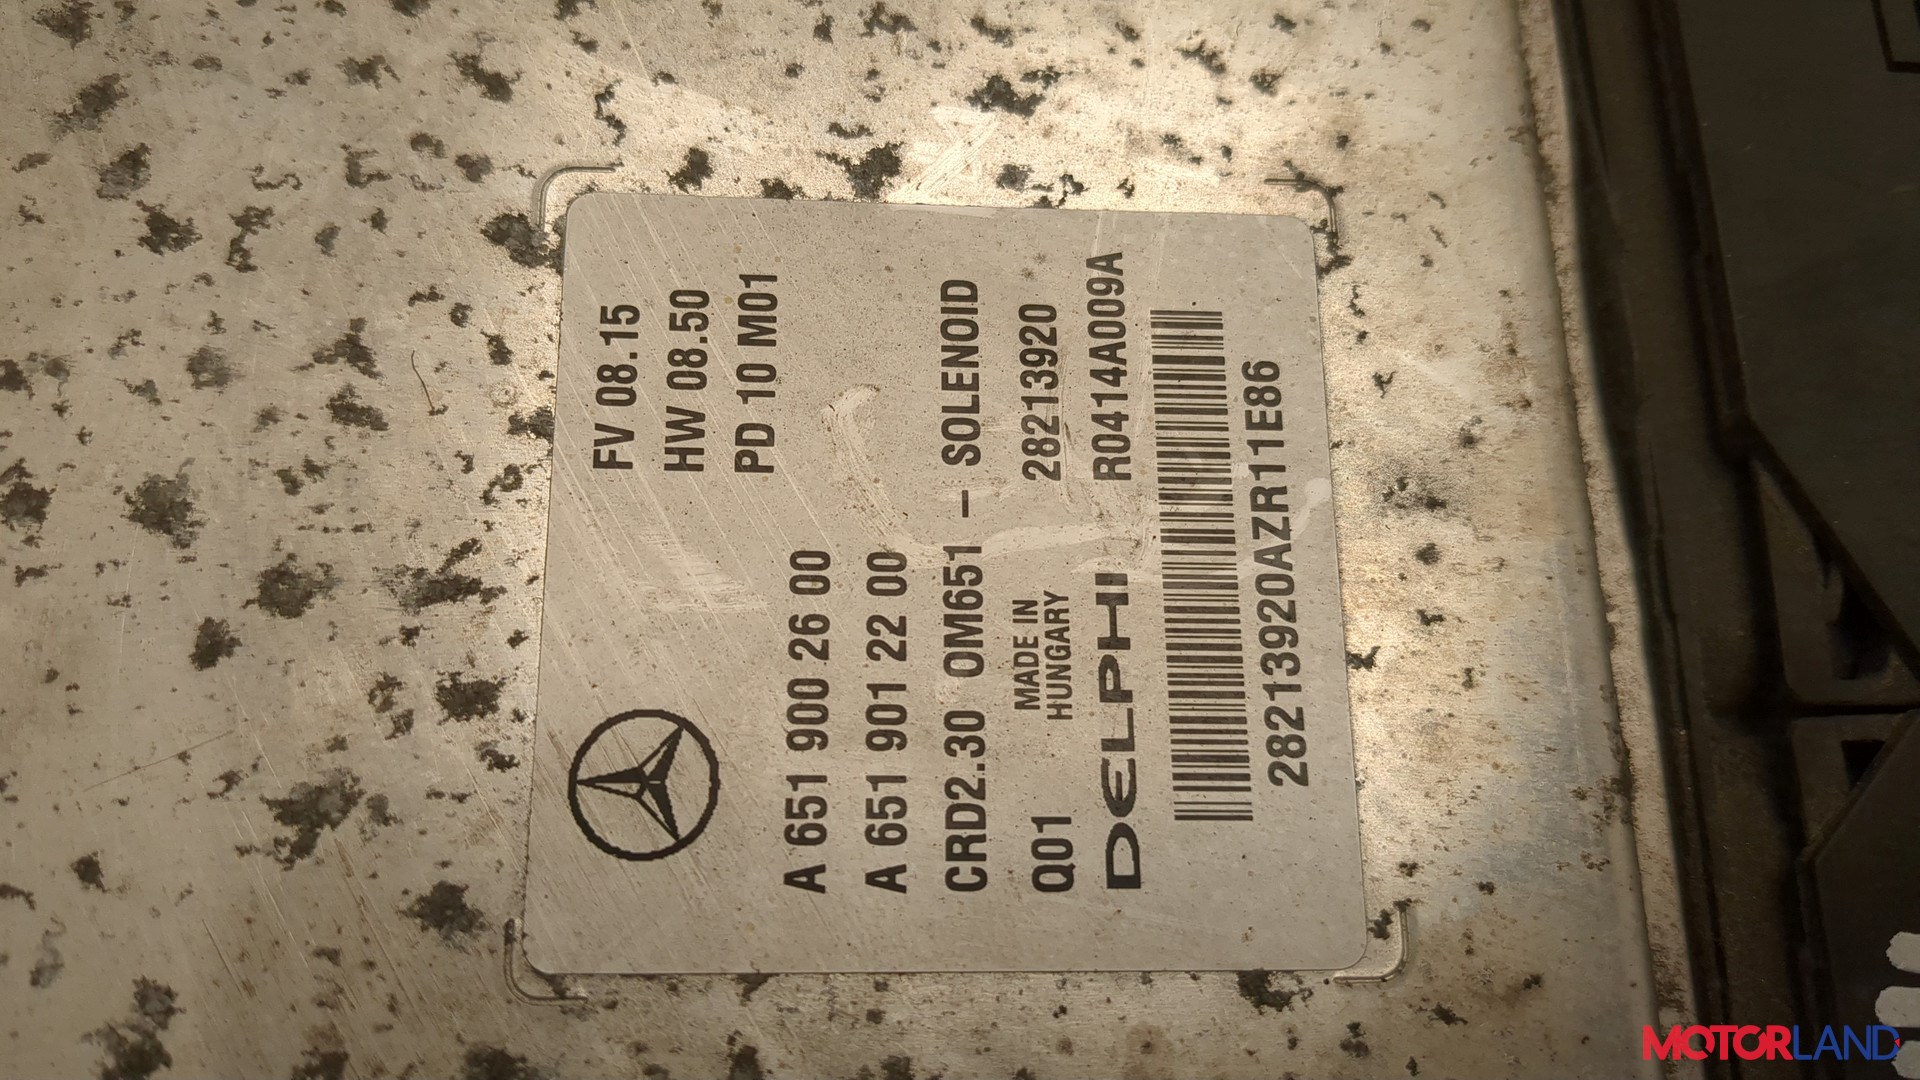 FV 08.15
HW 08.50
PD 10 M01
A 651 900 26 00
A 651 901 22 00
CRD2.30 OM651 – SOLENOID
Q01 MADE IN HUNGARY 28213920
DELPHI R0414A0009A
28213920AZR11E86
MOTORLAND